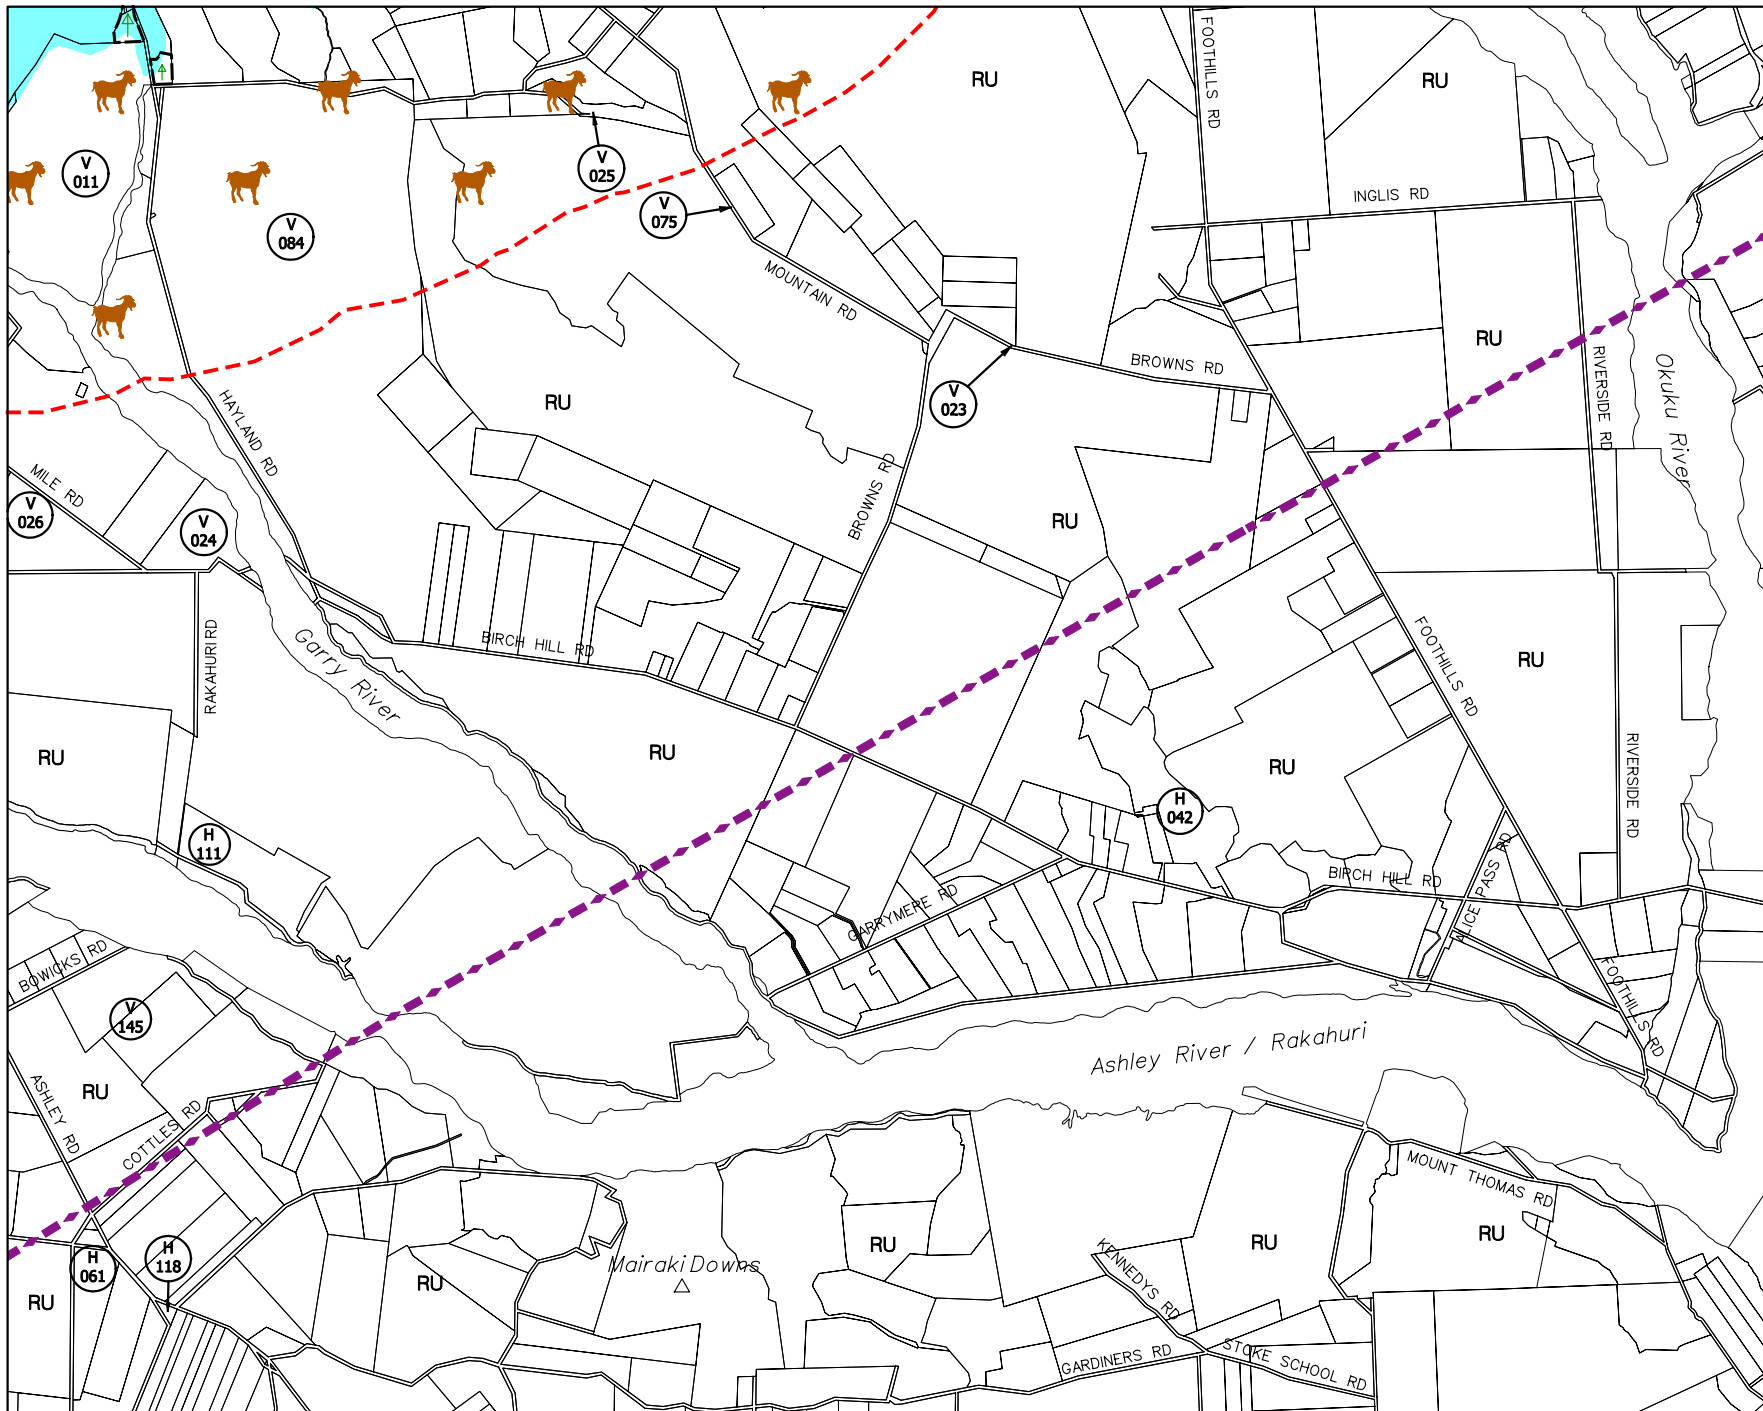 FOOTHILLS RD
RU
RU
V
011
V
025
V
075
V
084
INGLIS RD
MOUNTAIN RD
RU
RIVERSIDE RD
Okuku River
BROWNS RD
V
023
RU
HAYLAND RD
MILE RD
V
026
V
024
BROWNS RD
RU
RAKAHURI RD
Garry River
BIRCH HILL RD
FOOTHILLS RD
RU
RU
RU
RU
RIVERSIDE RD
H
042
H
111
BIRCH HILL RD
ALICE PASS RD
GARRYMERE RD
BOWICKS RD
V
145
FOOTHILLS RD
Ashley River / Rakahuri
ASHLEY RD
RU
COTTLES RD
MOUNT THOMAS RD
H
061
H
118
RU
RU
Mairaki Downs
RU
KENNEDYS RD
RU
RU
GARDINERS RD
STOKE SCHOOL RD